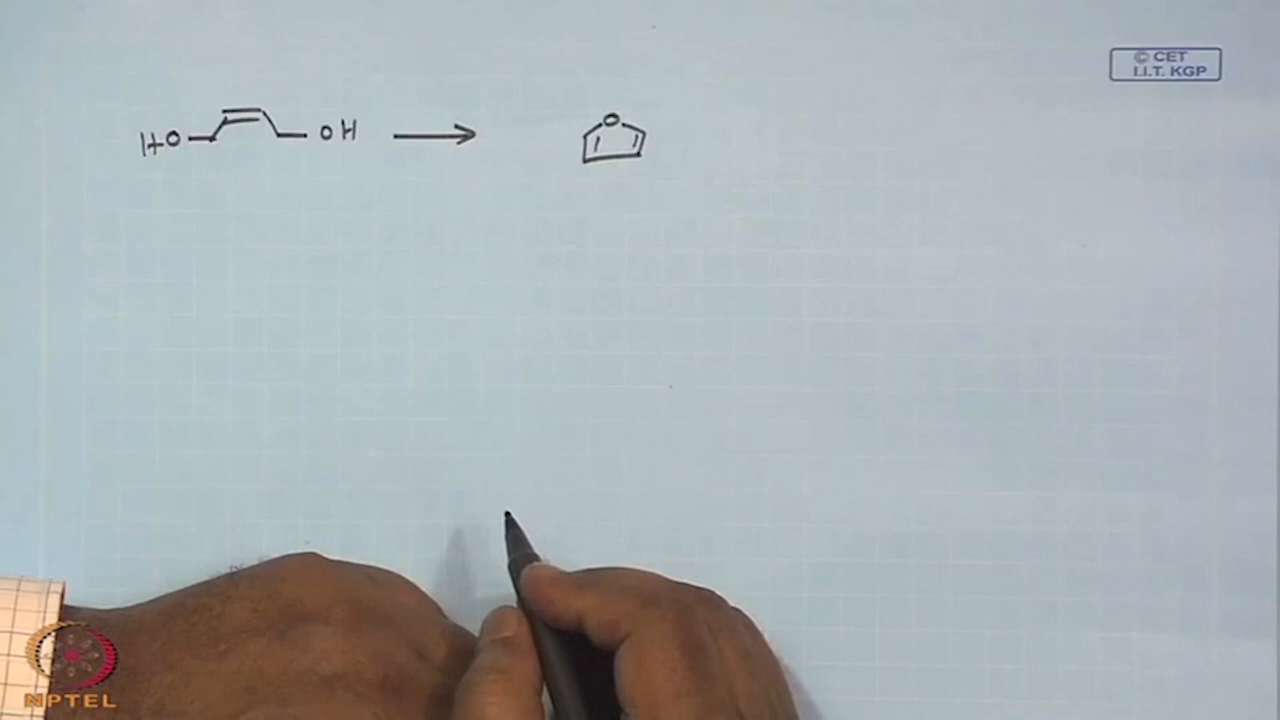 © CET
I.I.T. KGP
HO OH
O
NPTEL